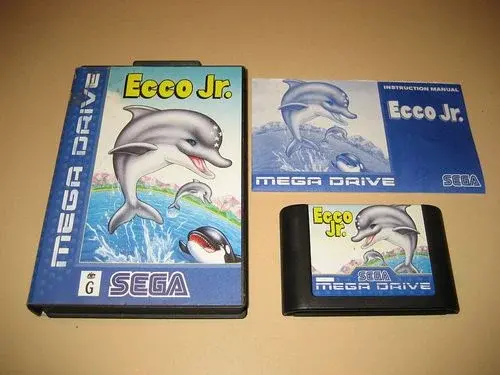 MEGA DRIVE
Ecco Jr.
G
SEGA
INSTRUCTION MANUAL
Ecco Jr.
MEGA DRIVE
SEGA
Ecco
Jr.
SEGA
MEGA DRIVE